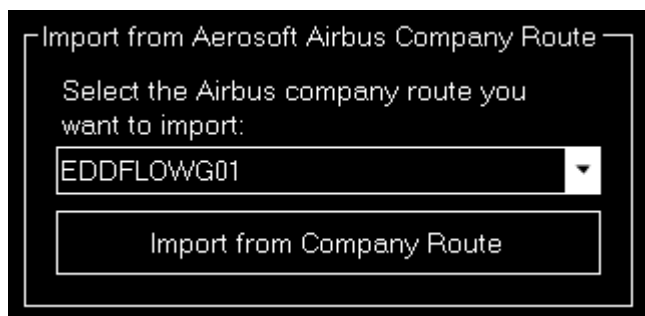 Import from Aerosoft Airbus Company Route
Select the Airbus company route you
want to import:
EDDFLOWG01
Import from Company Route